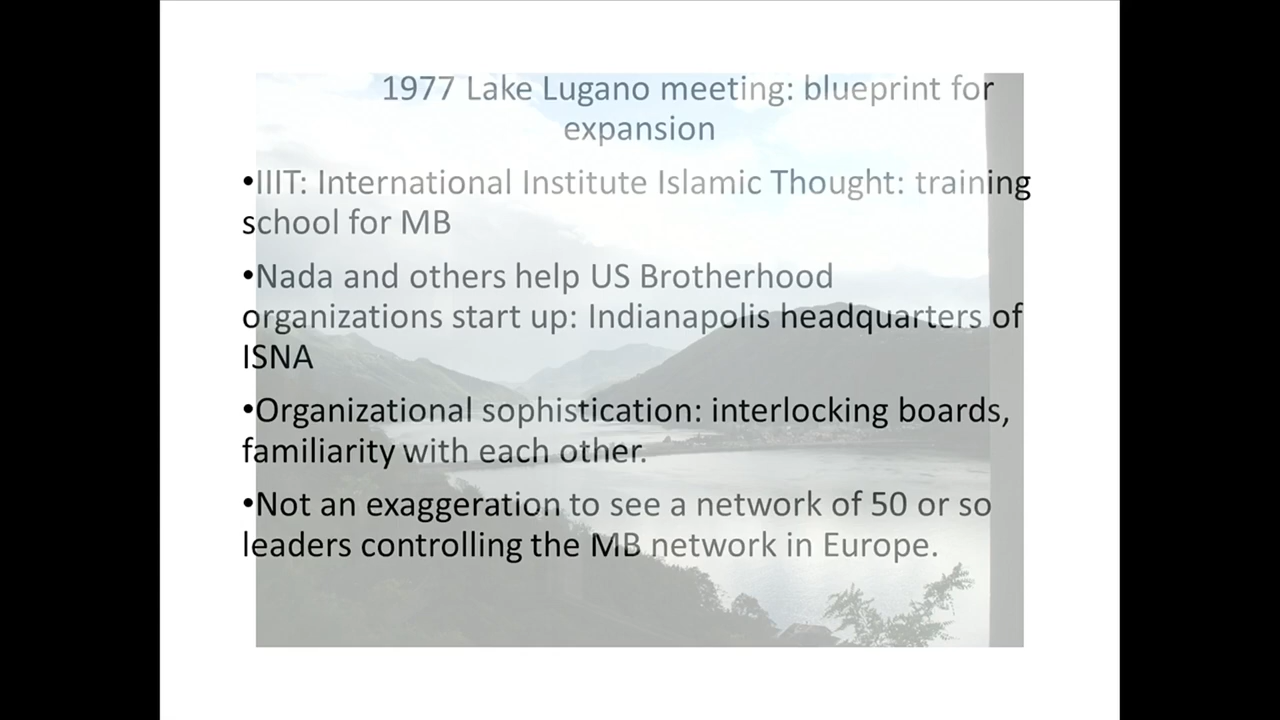 1977 Lake Lugano meeting: blueprint for
expansion
•IIIT: International Institute Islamic Thought: training
school for MB
•Nada and others help US Brotherhood
organizations start up: Indianapolis headquarters of
ISNA
•Organizational sophistication: interlocking boards,
familiarity with each other.
•Not an exaggeration to see a network of 50 or so
leaders controlling the MB network in Europe.